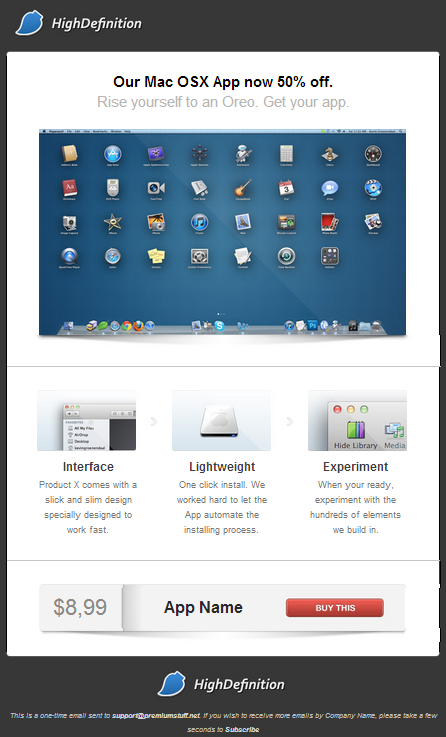 HighDefinition
Our Mac OSX App now 50% off.
Rise yourself to an Oreo. Get your app.
FAVORITES
All My Files
AirDrop
Desktop
Hide Library
Media
Interface
Product X comes with a
slick and slim design
specially designed to
work fast.
Lightweight
One click install. We
worked hard to let the
App automate the
installing process.
Experiment
When your ready,
experiment with the
hundreds of elements
we build in.
$8,99
App Name
BUY THIS
HighDefinition
This is a one-time email sent to support@premiumstuff.net. If you wish to receive more emails by Company Name, please take a few
seconds to Subscribe